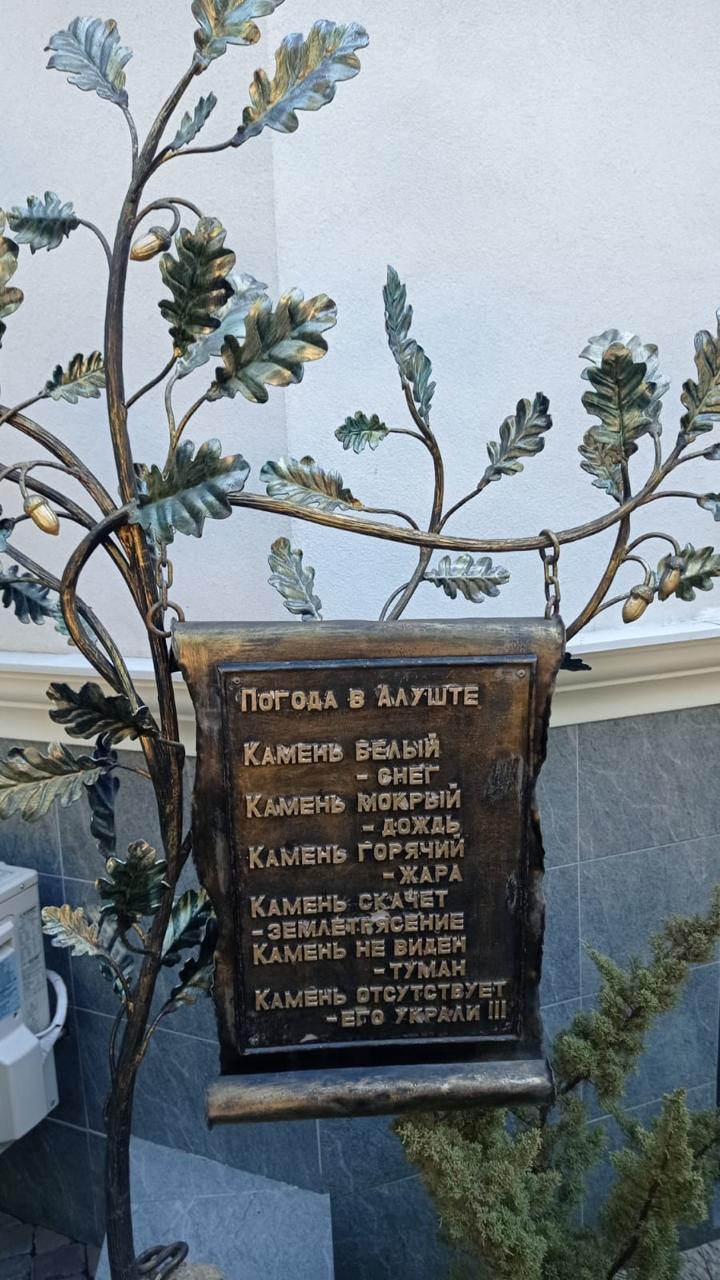 Погода в Алуште
Камень белый
- снег
Камень мокрый
- дождь
Камень горячий
- жара
Камень скачет
- землетрясение
Камень не виден
- туман
Камень отсутствует
- его украли !!!